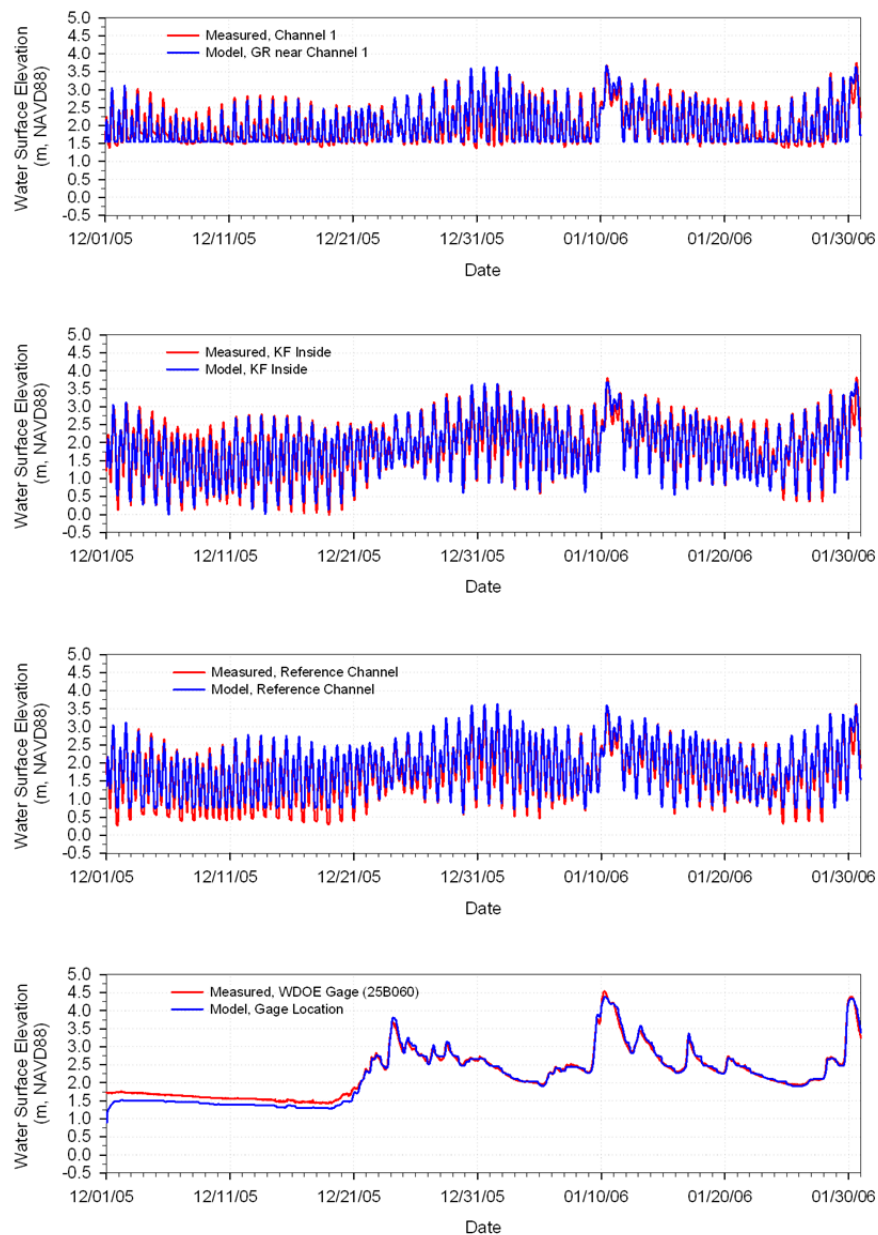 5.0
4.5
4.0
3.5
3.0
2.5
2.0
1.5
1.0
0.5
0.0
-0.5
Water Surface Elevation
(m, NAVD88)
Measured, Channel 1
Model, GR near Channel 1
12/01/05 12/11/05 12/21/05 12/31/05 01/10/06 01/20/06 01/30/06
Date
5.0
4.5
4.0
3.5
3.0
2.5
2.0
1.5
1.0
0.5
0.0
-0.5
Water Surface Elevation
(m, NAVD88)
Measured, KF Inside
Model, KF Inside
12/01/05 12/11/05 12/21/05 12/31/05 01/10/06 01/20/06 01/30/06
Date
5.0
4.5
4.0
3.5
3.0
2.5
2.0
1.5
1.0
0.5
0.0
-0.5
Water Surface Elevation
(m, NAVD88)
Measured, Reference Channel
Model, Reference Channel
12/01/05 12/11/05 12/21/05 12/31/05 01/10/06 01/20/06 01/30/06
Date
5.0
4.5
4.0
3.5
3.0
2.5
2.0
1.5
1.0
0.5
0.0
-0.5
Water Surface Elevation
(m, NAVD88)
Measured, WDOE Gage (25B060)
Model, Gage Location
12/01/05 12/11/05 12/21/05 12/31/05 01/10/06 01/20/06 01/30/06
Date